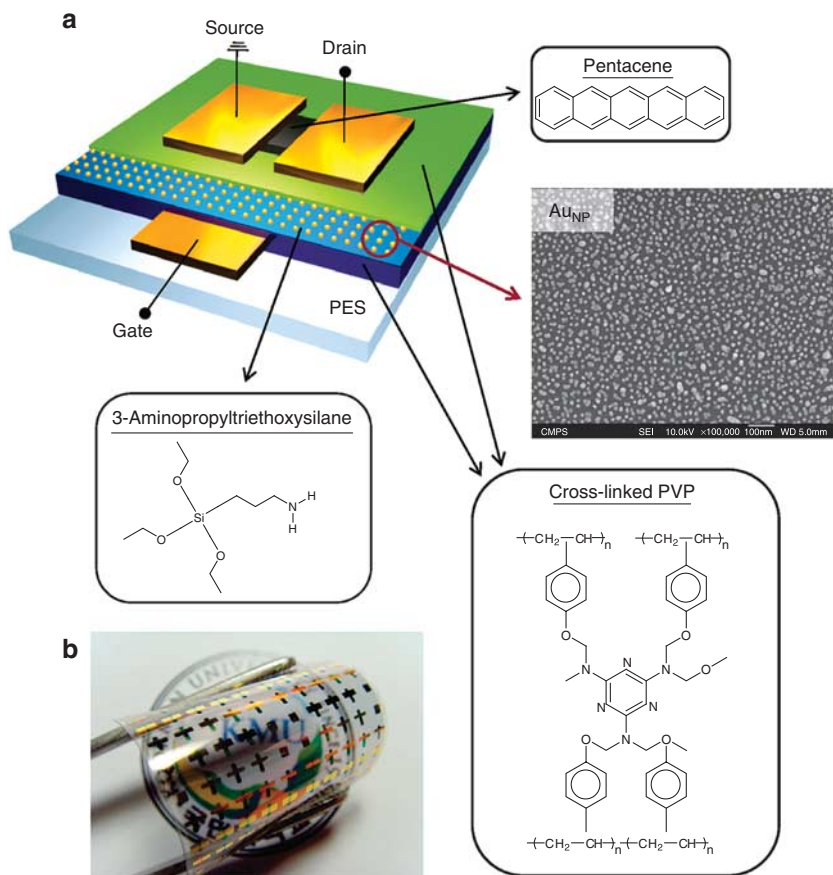 a
Source
Drain
Gate
PES
Pentacene
Au_NP
CMPS SEI 10.0kV ×100,000 100nm WD 5.0mm
3-Aminopropyltriethoxysilane
O
O Si N H
H
O
Cross-linked PVP
(CH₂—CH)n (CH₂—CH)n
O O
N N N O
N N
N
O O
(CH₂—CH)n(CH₂—CH)n
b
KMU